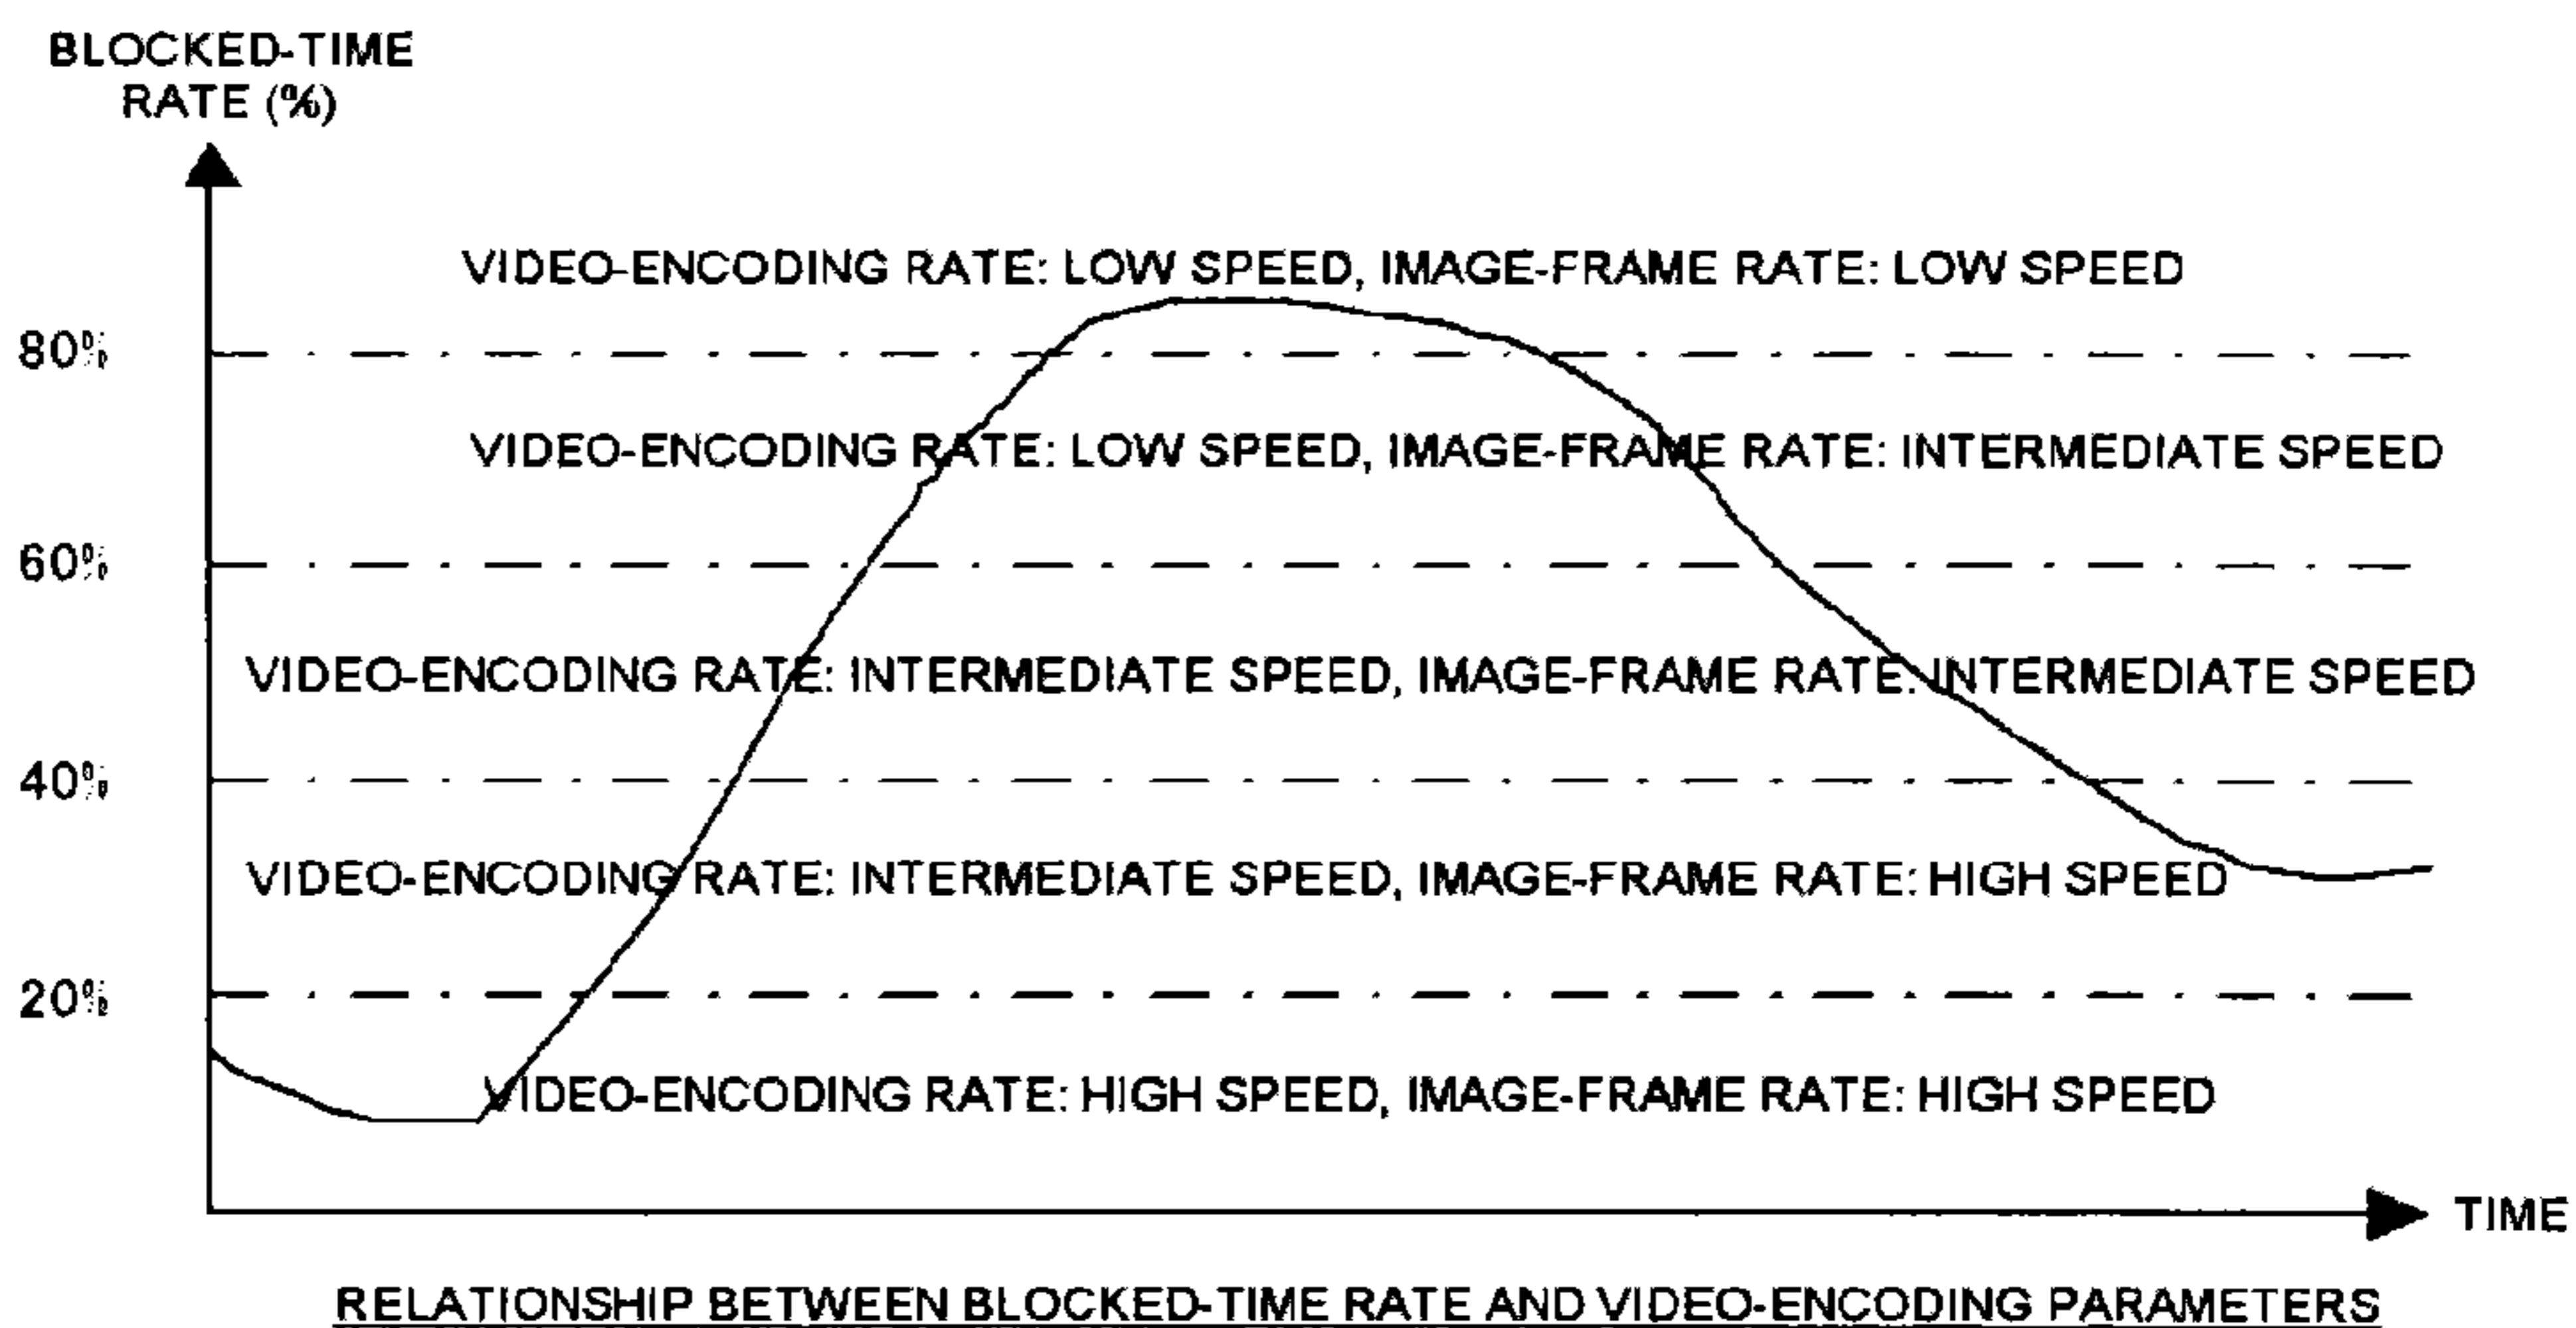 BLOCKED-TIME
RATE (%)
VIDEO-ENCODING RATE: LOW SPEED, IMAGE-FRAME RATE: LOW SPEED
80%
VIDEO-ENCODING RATE: LOW SPEED, IMAGE-FRAME RATE: INTERMEDIATE SPEED
60%
VIDEO-ENCODING RATE: INTERMEDIATE SPEED, IMAGE-FRAME RATE: INTERMEDIATE SPEED
40%
VIDEO-ENCODING RATE: INTERMEDIATE SPEED, IMAGE-FRAME RATE: HIGH SPEED
20%
VIDEO-ENCODING RATE: HIGH SPEED, IMAGE-FRAME RATE: HIGH SPEED
TIME
RELATIONSHIP BETWEEN BLOCKED-TIME RATE AND VIDEO-ENCODING PARAMETERS